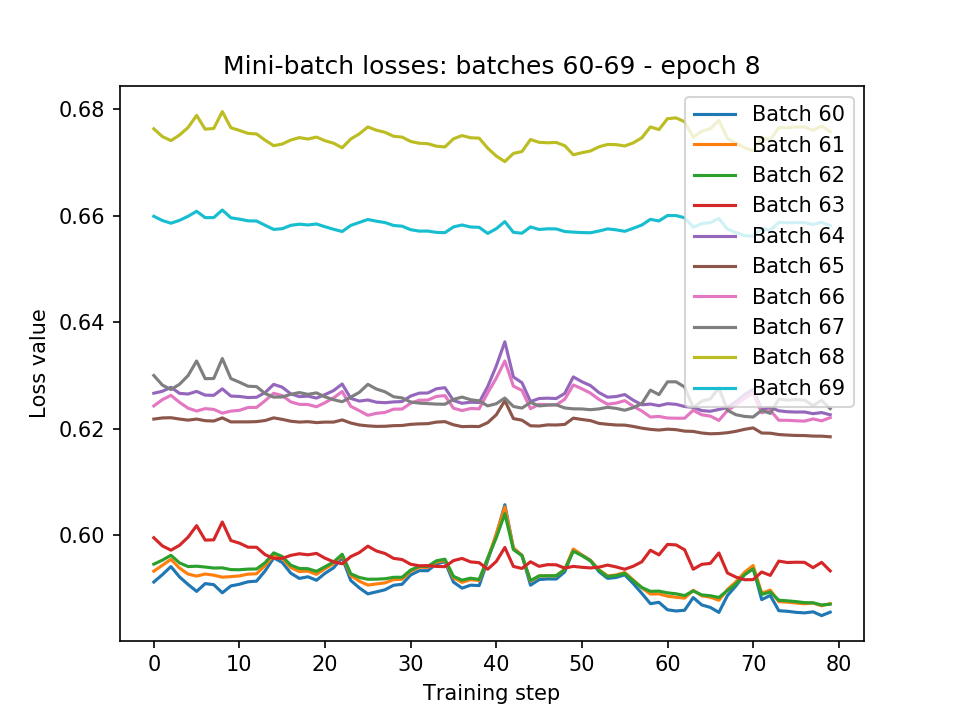 Mini-batch losses: batches 60-69 - epoch 8
Loss value
0.68
0.66
0.64
0.62
0.60
0
10
20
30
40
50
60
70
80
Training step
Batch 60
Batch 61
Batch 62
Batch 63
Batch 64
Batch 65
Batch 66
Batch 67
Batch 68
Batch 69